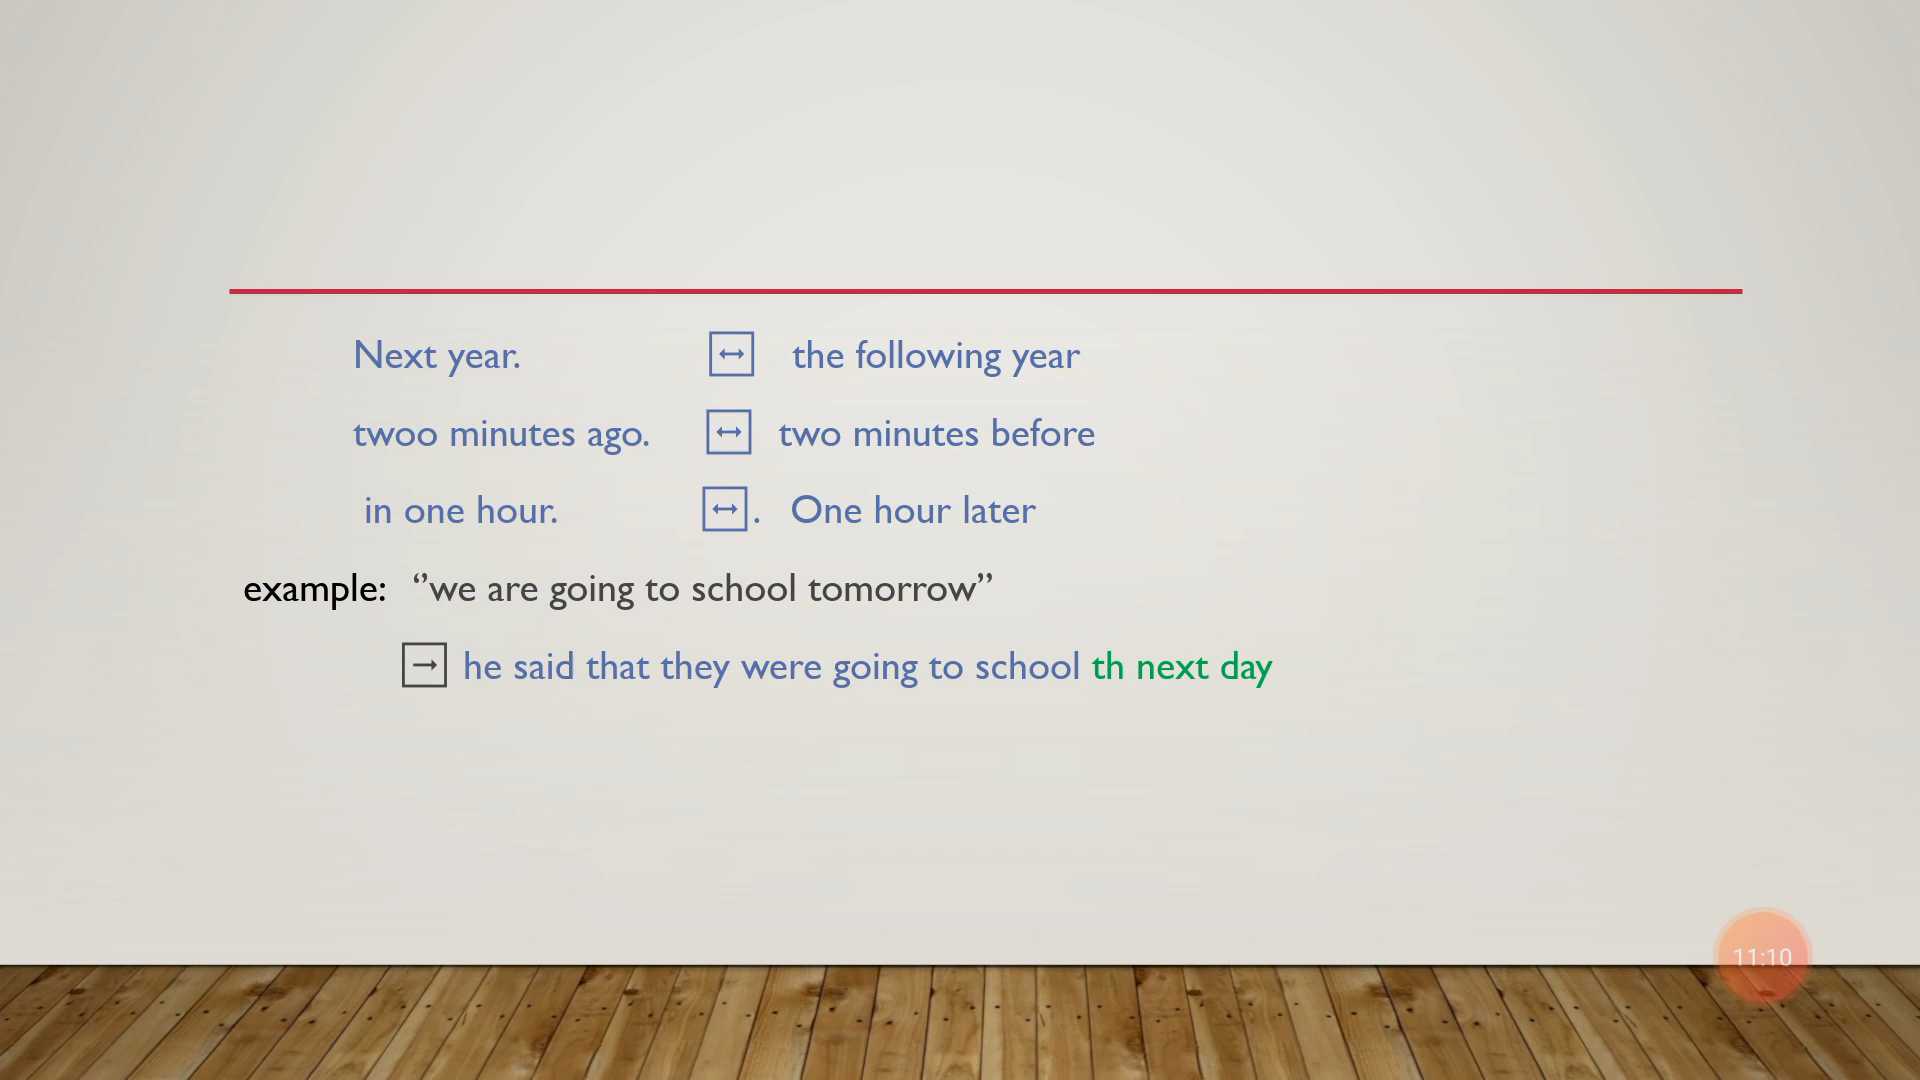 Next year. ↔ the following year
twoo minutes ago. ↔ two minutes before
in one hour. ↔. One hour later
example: “we are going to school tomorrow”
→ he said that they were going to school th next day
11:10